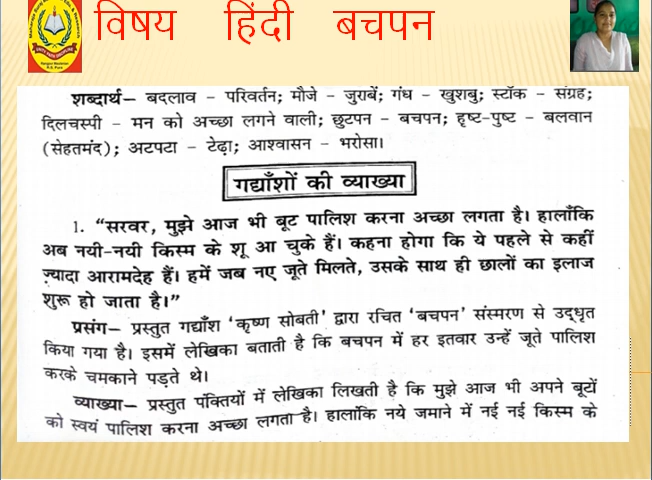 विषय हिंदी बचपन
शब्दार्थ– बदलाव – परिवर्तन; मौजे – जुराबें; गंध – खुशबु; स्टॉक – संग्रह;
दिलचस्पी – मन को अच्छा लगने वाली; छुटपन – बचपन; हृष्ट-पुष्ट – बलवान
(सेहतमंद); अटपटा – टेढ़ा; आश्वासन – भरोसा।
गद्याँशों की व्याख्या
1. “सरवर, मुझे आज भी बूट पालिश करना अच्छा लगता है। हालाँकि
अब नयी-नयी किस्म के शू आ चुके हैं। कहना होगा कि ये पहले से कहीं
ज़्यादा आरामदेह हैं। हमें जब नए जूते मिलते, उसके साथ ही छालों का इलाज
शुरू हो जाता है।”
प्रसंग– प्रस्तुत गद्याँश ‘कृष्ण सोबती’ द्वारा रचित ‘बचपन’ संस्मरण से उद्धृत
किया गया है। इसमें लेखिका बताती है कि बचपन में हर इतवार उन्हें जूते पालिश
करके चमकाने पड़ते थे।
व्याख्या– प्रस्तुत पंक्तियों में लेखिका लिखती है कि मुझे आज भी अपने बूटों
को स्वयं पालिश करना अच्छा लगता है। हालाँकि नये जमाने में नई नई किस्म के